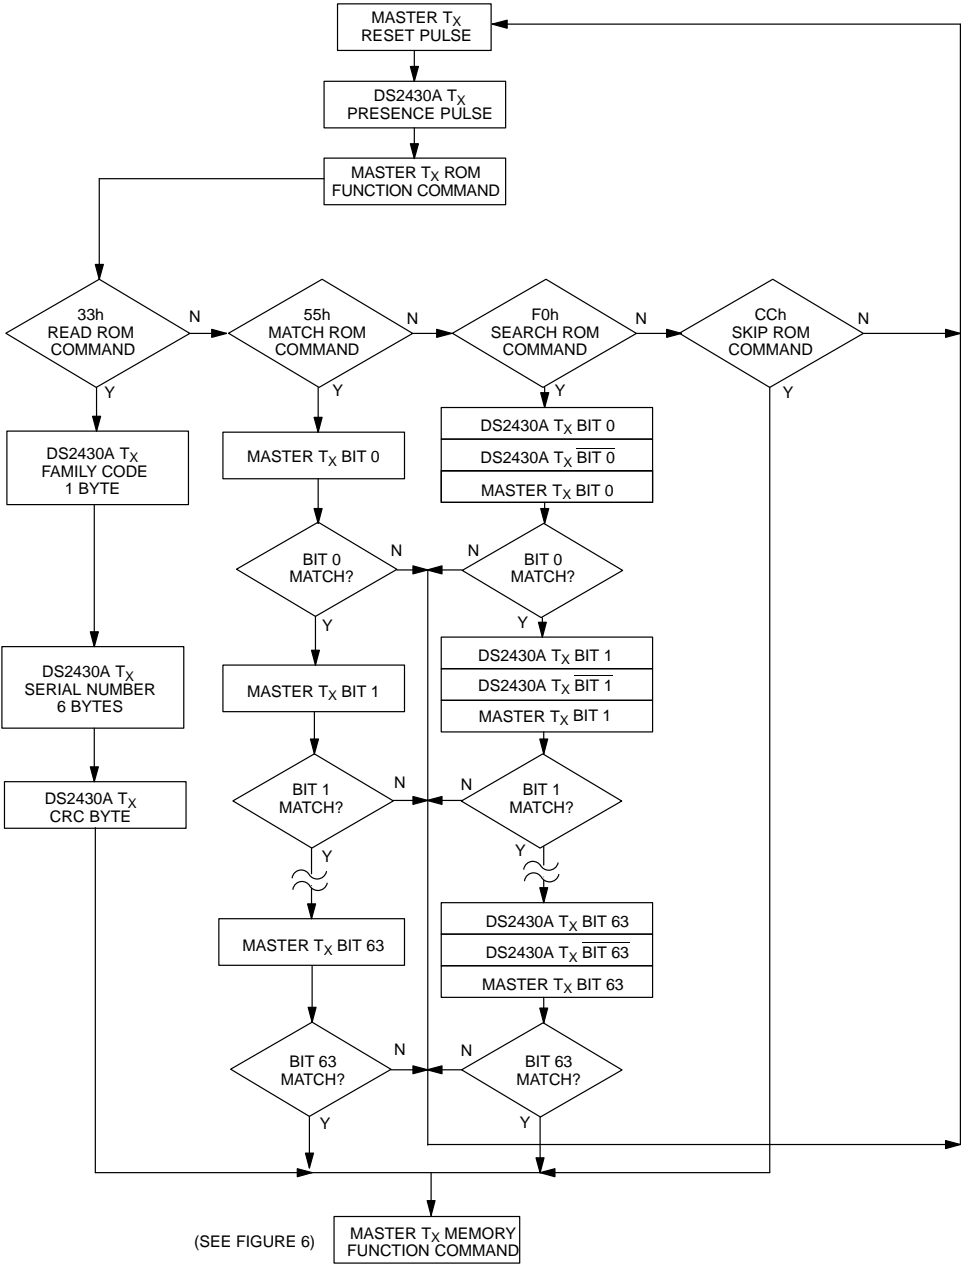 MASTER TX
RESET PULSE
DS2430A TX
PRESENCE PULSE
MASTER TX ROM
FUNCTION COMMAND
33h
READ ROM
COMMAND
N
Y
55h
MATCH ROM
COMMAND
N
Y
F0h
SEARCH ROM
COMMAND
N
Y
CCh
SKIP ROM
COMMAND
N
Y
DS2430A TX
FAMILY CODE
1 BYTE
DS2430A TX
SERIAL NUMBER
6 BYTES
DS2430A TX
CRC BYTE
MASTER TX BIT 0
BIT 0
MATCH?
N
Y
MASTER TX BIT 1
BIT 1
MATCH?
N
Y
MASTER TX BIT 63
BIT 63
MATCH?
N
Y
DS2430A TX BIT 0
DS2430A TX BIT 0
MASTER TX BIT 0
N
BIT 0
MATCH?
Y
DS2430A TX BIT 1
DS2430A TX BIT 1
MASTER TX BIT 1
N
BIT 1
MATCH?
Y
DS2430A TX BIT 63
DS2430A TX BIT 63
MASTER TX BIT 63
N
BIT 63
MATCH?
Y
(SEE FIGURE 6)
MASTER TX MEMORY
FUNCTION COMMAND